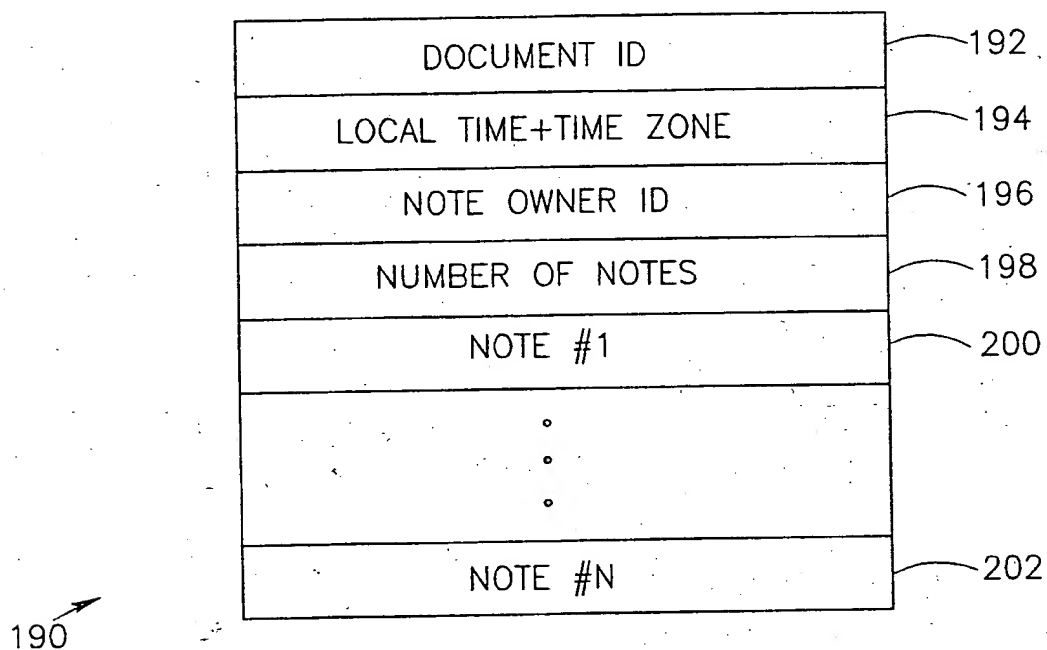 DOCUMENT ID 192
LOCAL TIME+TIME ZONE 194
NOTE OWNER ID 196
NUMBER OF NOTES 198
NOTE #1 200
NOTE #N 202
190